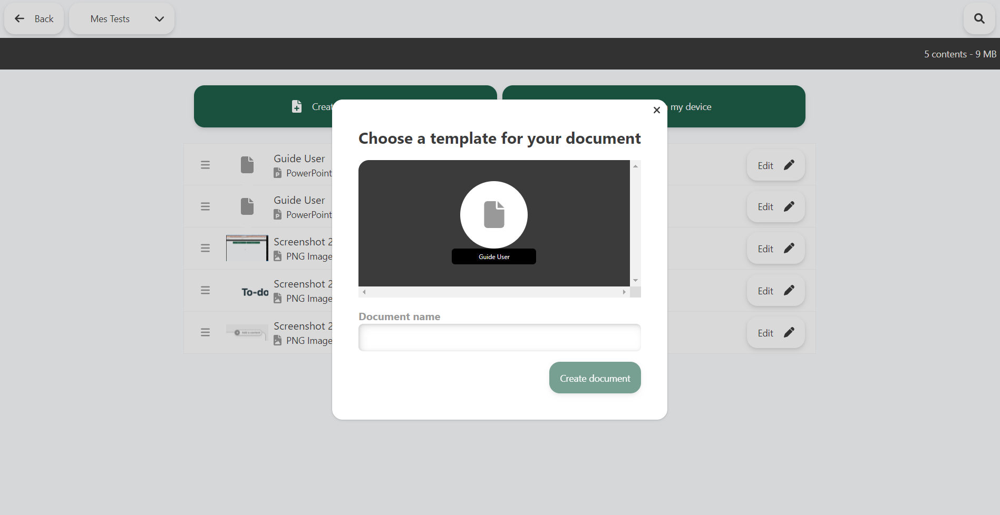 Back
Mes Tests
5 contents - 9 MB
Creat
my device
Choose a template for your document
Guide User
Document name
Create document
Guide User
PowerPoint
Edit
Guide User
PowerPoint
Edit
Screenshot 2
PNG Image
Edit
To-do
Screenshot 2
PNG Image
Edit
Add a content
Screenshot 2
PNG Image
Edit